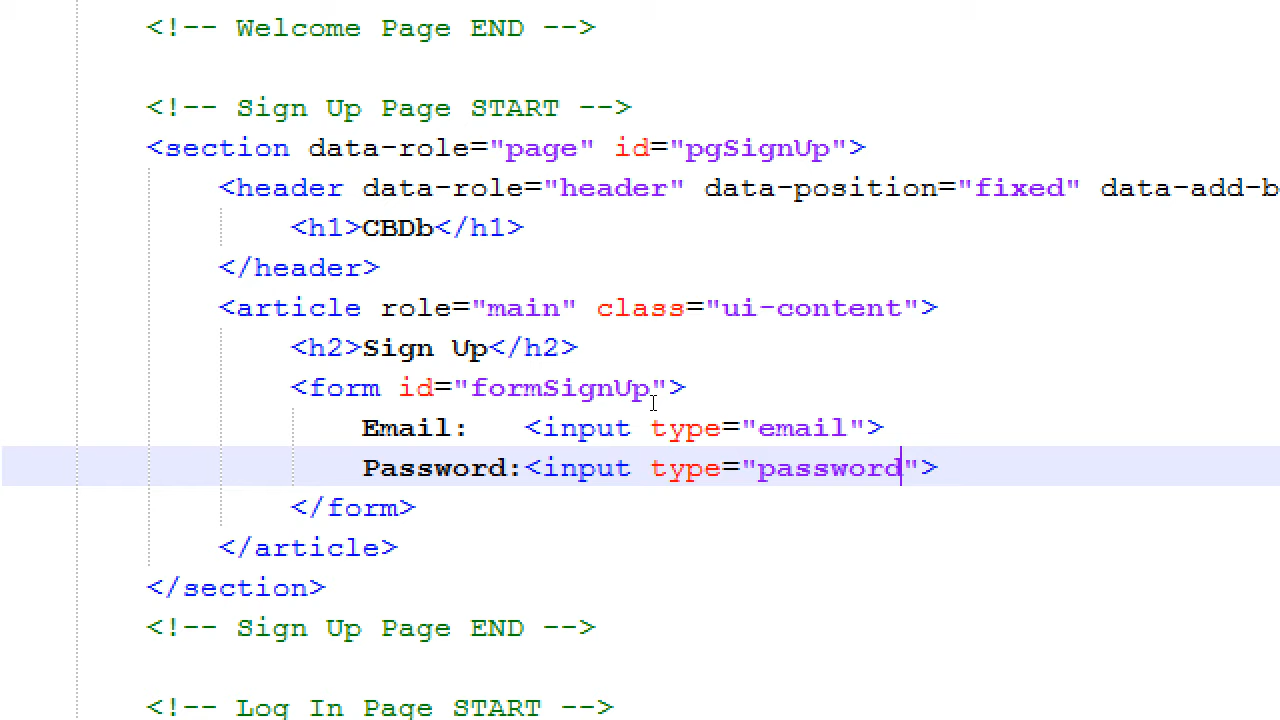 <!-- Welcome Page END -->
<!-- Sign Up Page START -->
<section data-role="page" id="pgSignUp">
<header data-role="header" data-position="fixed" data-add-b
<h1>CBDb</h1>
</header>
<article role="main" class="ui-content">
<h2>Sign Up</h2>
<form id="formSignUp">
Email:   <input type="email">
Password:<input type="password">
</form>
</article>
</section>
<!-- Sign Up Page END -->
<!-- Log In Page START -->